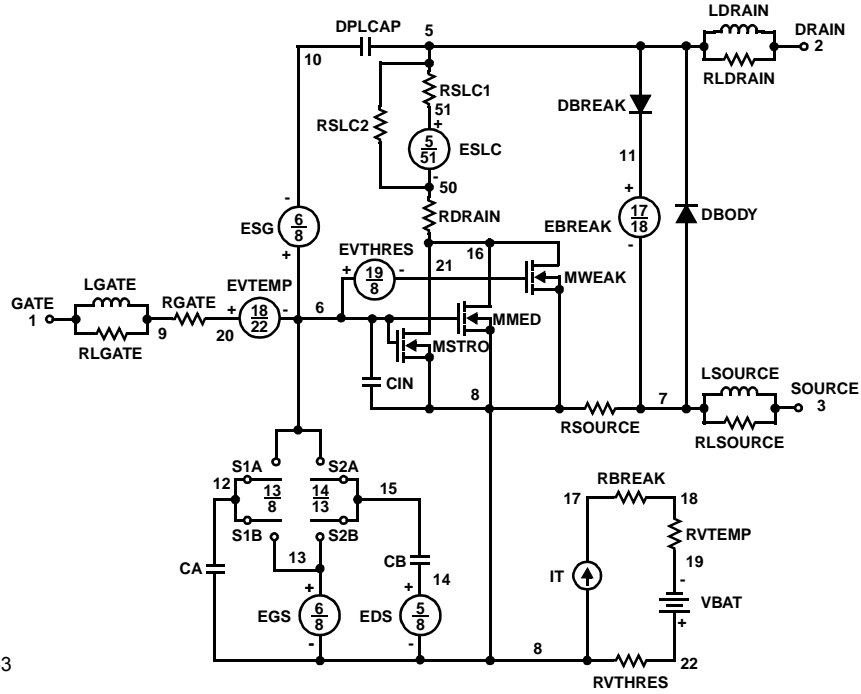 LDRAIN
DPLCAP 5 DRAIN
10 2
RLDRAIN
RSLC1
51
DBREAK
RSLC2
+
5
51
ESLC
11
-
50
-
+
17
18
EBREAK
DBODY
-
RDRAIN
6
8
ESG
+
EVTHRES
16
21
+ 19 -
8
MWEAK
LGATE
EVTEMP
GATE
1
RGATE
+ 18 -
22
6
MMED
9 20
RLGATE
MSTRO
CIN
8
LSOURCE
7
SOURCE
3
RSOURCE
RLSOURCE
S1A S2A
12
13
8
14
13
15
S1B S2B
RBREAK
17 18
13
RVTEMP
CB
19
CA
14
IT
-
+ +
VBAT
EGS 6
8
EDS 5
8
+
- -
8
22
RVTHRES
3